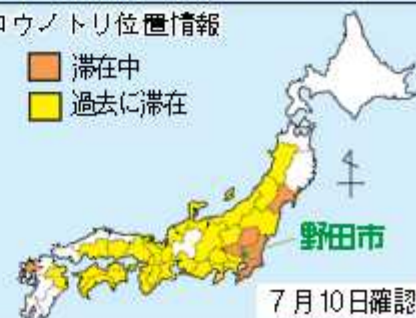 コウノトリ位置情報
滞在中
過去に滞在
野田市
7月10日確認